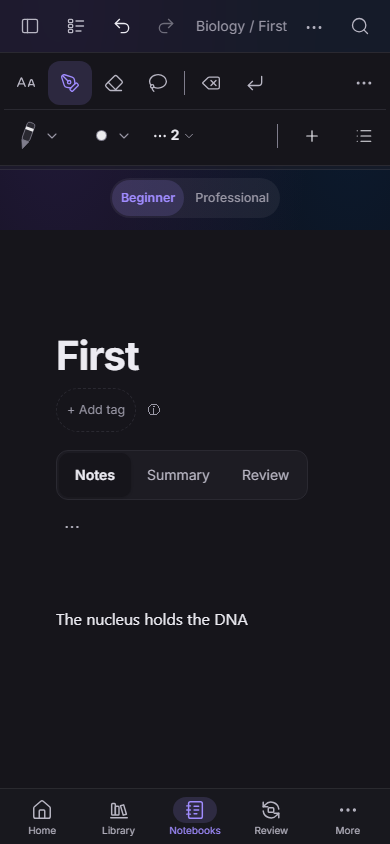 Biology / First
AA
2
Beginner Professional
First
+ Add tag
Notes Summary Review
The nucleus holds the DNA
Home Library Notebooks Review More